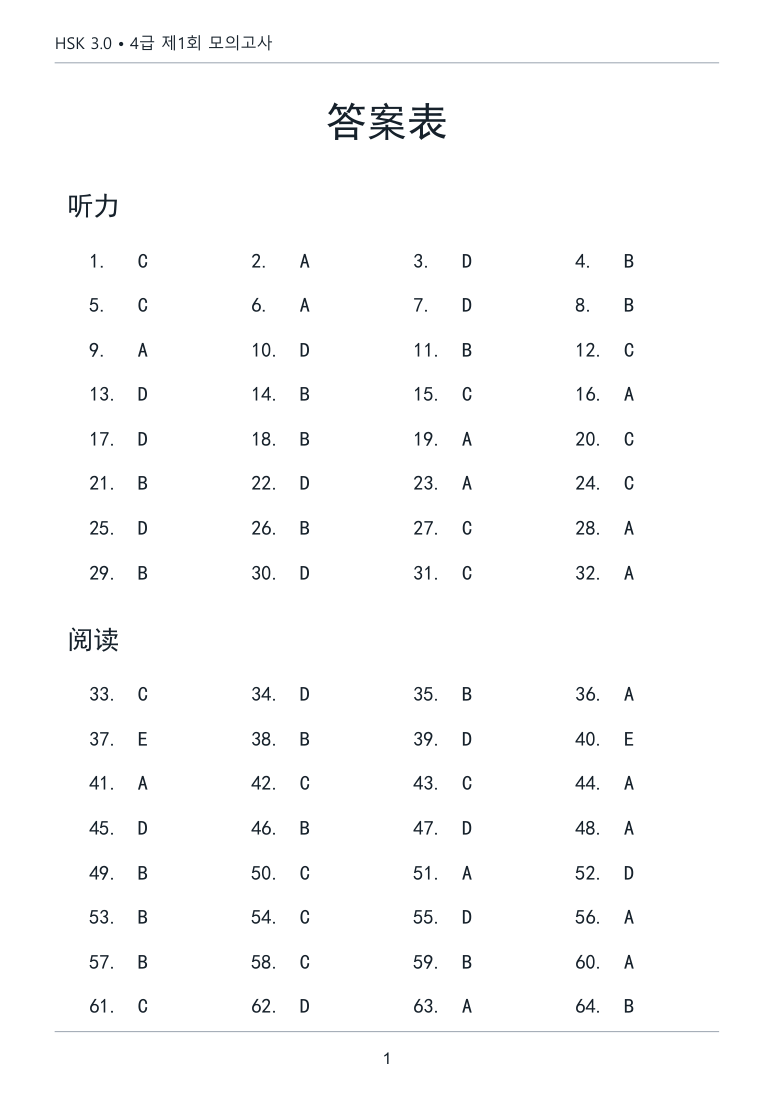 HSK 3.0 • 4급 제1회 모의고사
答案表
听力
1. C 2. A 3. D 4. B
5. C 6. A 7. D 8. B
9. A 10. D 11. B 12. C
13. D 14. B 15. C 16. A
17. D 18. B 19. A 20. C
21. B 22. D 23. A 24. C
25. D 26. B 27. C 28. A
29. B 30. D 31. C 32. A
阅读
33. C 34. D 35. B 36. A
37. E 38. B 39. D 40. E
41. A 42. C 43. C 44. A
45. D 46. B 47. D 48. A
49. B 50. C 51. A 52. D
53. B 54. C 55. D 56. A
57. B 58. C 59. B 60. A
61. C 62. D 63. A 64. B
1